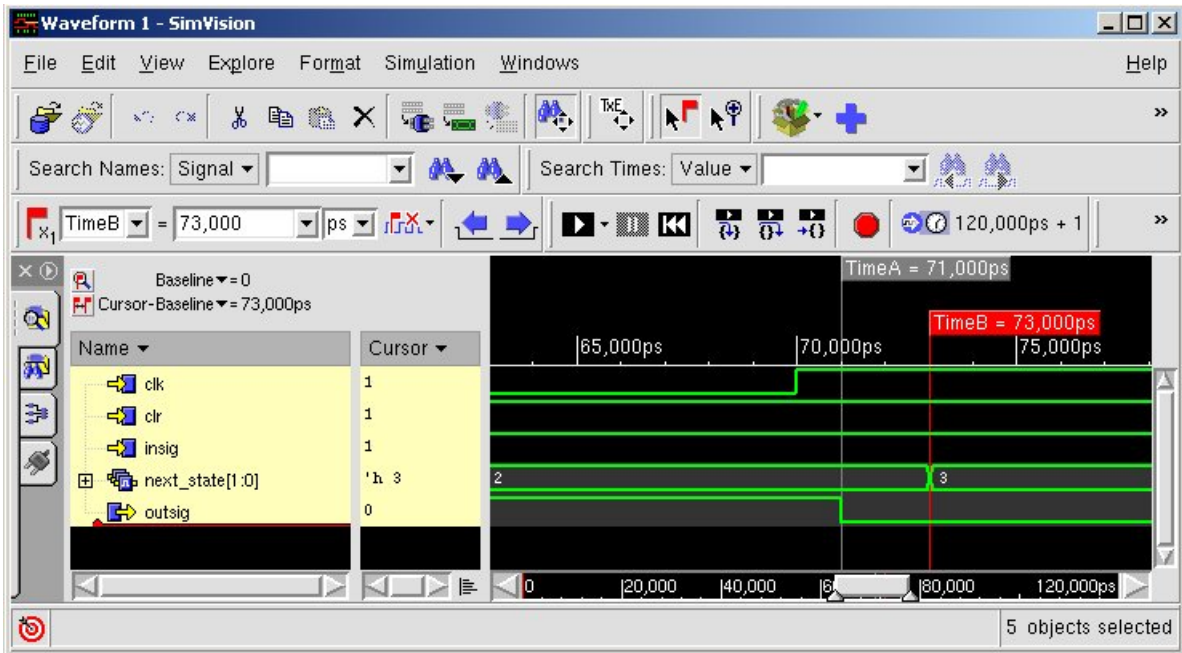 Waveform 1 - SimVision
File Edit View Explore Format Simulation Windows Help
TXE »
Search Names: Signal Search Times: Value
X1 TimeB = 73,000 ps 120,000ps + 1 »
Baseline = 0
Cursor-Baseline = 73,000ps
TimeA = 71,000ps
TimeB = 73,000ps
Name Cursor |65,000ps |70,000ps |75,000ps
clk 1
clr 1
insig 1
next_state[1:0] 'h 3 2 3
outsig 0
0 |20,000 |40,000 |6 |80,000 120,000ps
5 objects selected